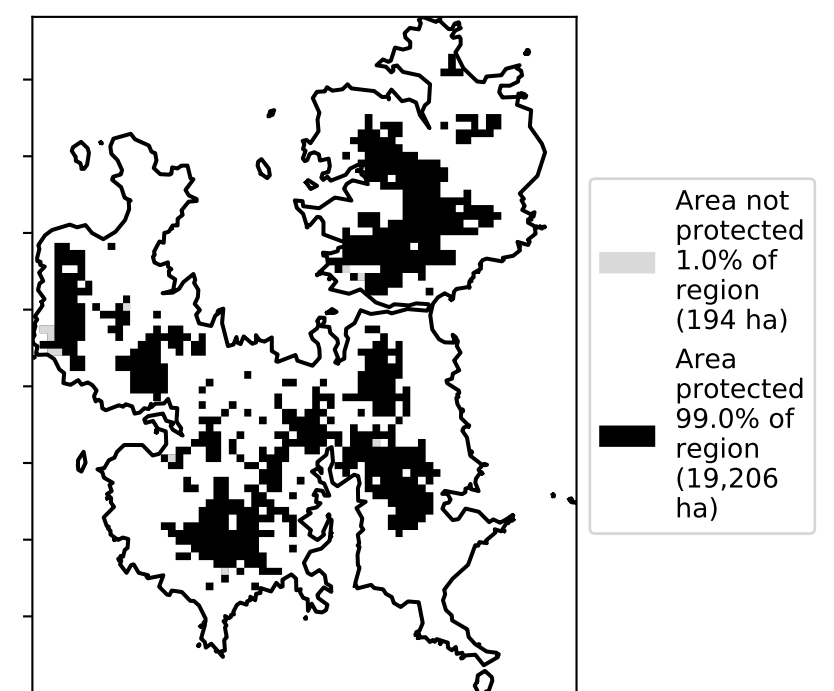 Area not
protected
1.0% of
region
(194 ha)
Area
protected
99.0% of
region
(19,206
ha)